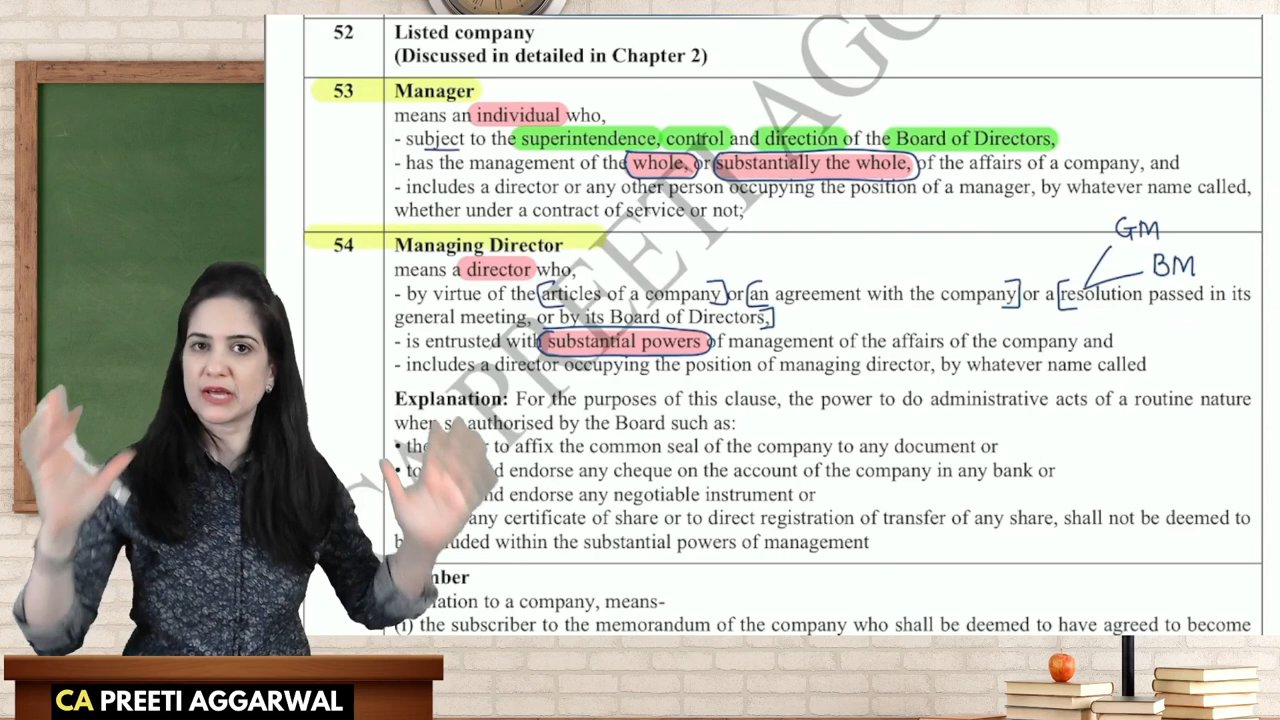 52 Listed company
(Discussed in detailed in Chapter 2)
53 Manager
means an individual who,
- subject to the superintendence, control and direction of the Board of Directors,
- has the management of the whole, or substantially the whole, of the affairs of a company, and
- includes a director or any other person occupying the position of a manager, by whatever name called,
whether under a contract of service or not;
GM
BM
54 Managing Director
means a director who,
- by virtue of the articles of a company or an agreement with the company or a resolution passed in its
general meeting, or by its Board of Directors,
- is entrusted with substantial powers of management of the affairs of the company and
- includes a director occupying the position of managing director, by whatever name called
Explanation: For the purposes of this clause, the power to do administrative acts of a routine nature
when authorised by the Board such as:
• to affix the common seal of the company to any document or
• endorse any cheque on the account of the company in any bank or
endorse any negotiable instrument or
any certificate of share or to direct registration of transfer of any share, shall not be deemed to
within the substantial powers of management
to a company, means-
(i) the subscriber to the memorandum of the company who shall be deemed to have agreed to become
CA PREETI AGGARWAL
CA PREETI AGG